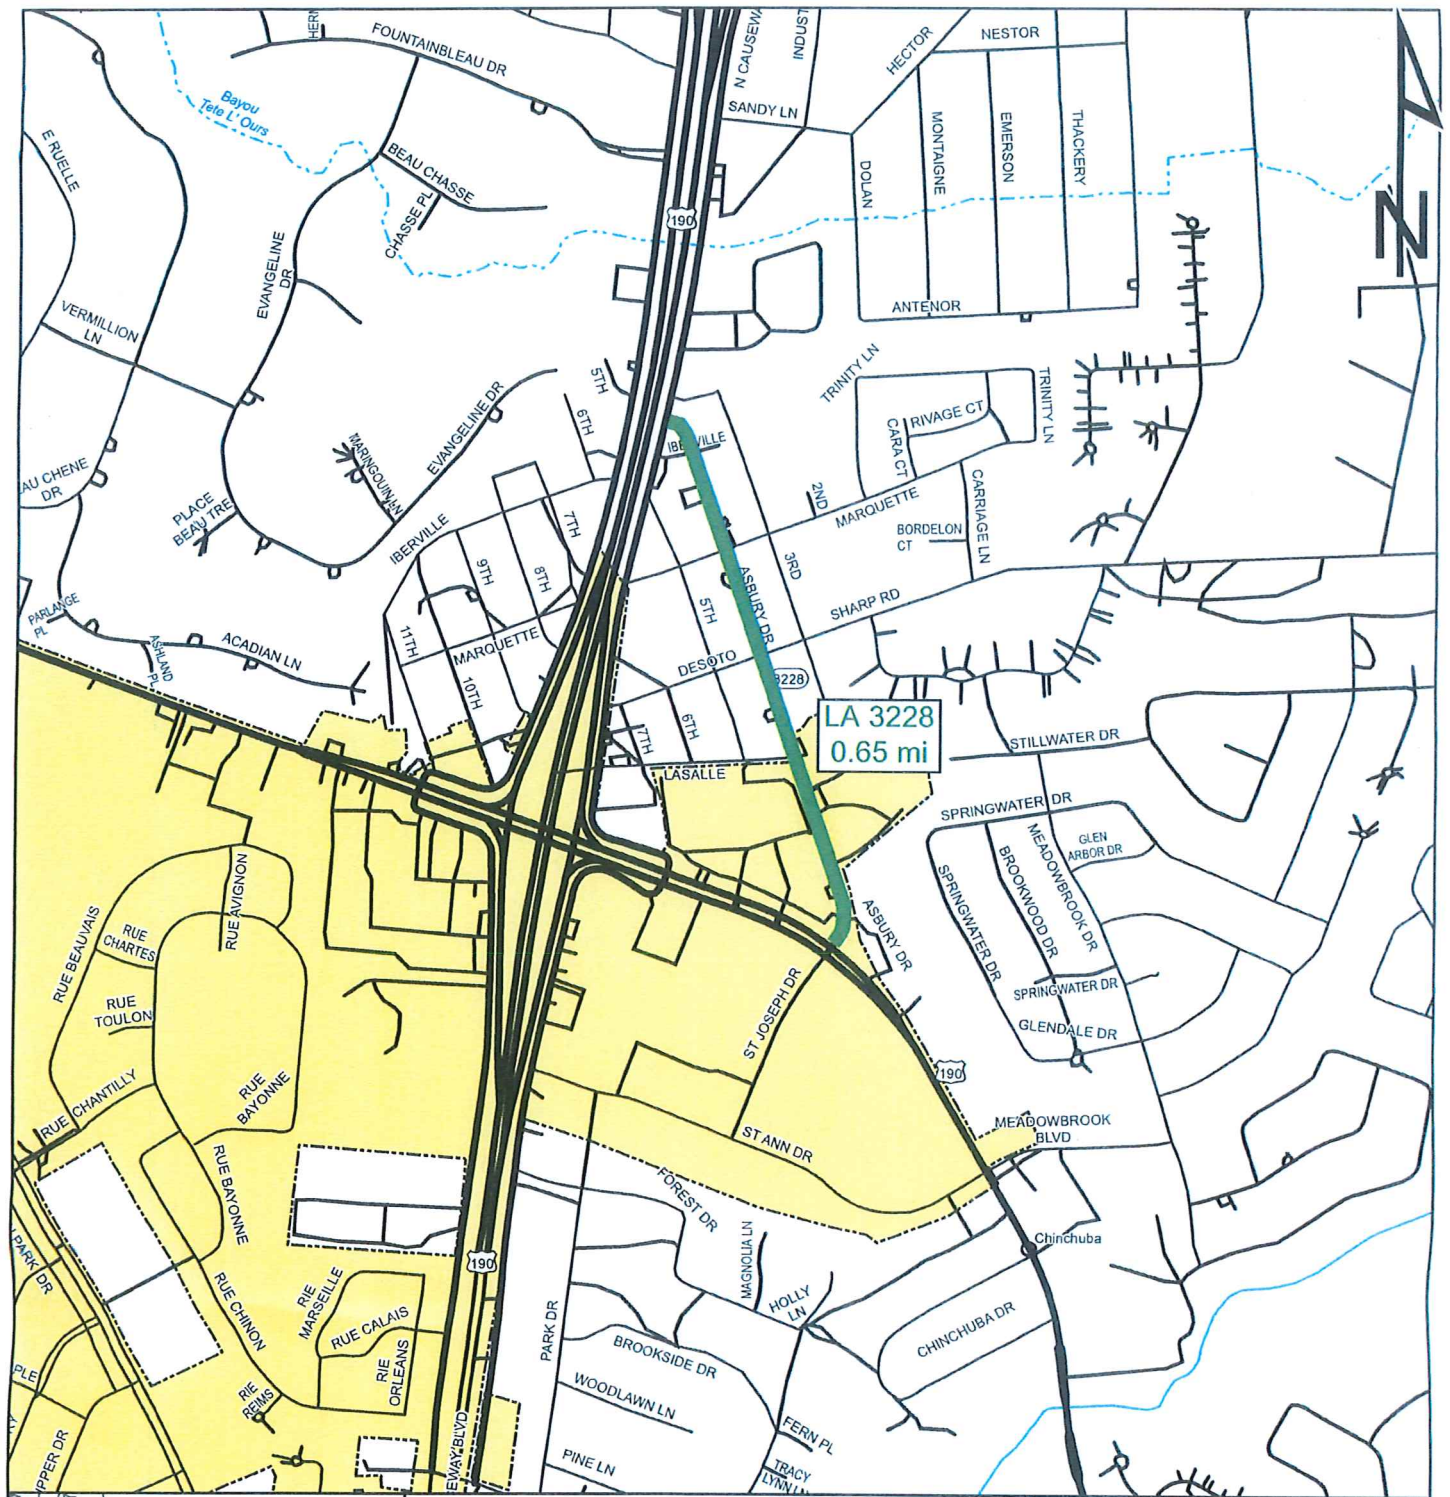 FOUNTAINBLEAU DR
N CAUSEWA
INDUST
HECTOR
NESTOR
SANDY LN
Bayou
Tete L' Ours
E RUELLE
BEAU CHASSE
CHASSE PL
MONTAIGNE
EMERSON
THACKERY
DOLAN
190
N
EVANGELINE
DR
VERMILLION
LN
ANTENOR
5TH
6TH
TRINITY LN
TRINITY LN
RIVAGE CT
CARA CT
EVANGELINE DR
MARINGOUIN LN
IBERVILLE
2ND
MARQUETTE
CARRIAGE LN
BORDELON
CT
EAU CHENE
DR
PLACE
BEAU TRE
IBERVILLE
7TH
8TH
9TH
3RD
ASBURY DR
5TH
SHARP RD
PARLANGE
PL
ASHLAND
PL
ACADIAN LN
11TH
MARQUETTE
10TH
DESOTO
3228
6TH
7TH
LA 3228
0.65 mi
LASALLE
STILLWATER DR
SPRINGWATER DR
GLEN
ARBOR DR
MEADOWBROOK DR
BROOKWOOD DR
SPRINGWATER DR
SPRINGWATER DR
GLENDALE DR
ASBURY DR
RUE AVIGNON
RUE BEAUVAIS
RUE
CHARTES
RUE
TOULON
RUE
BAYONNE
RUE CHANTILLY
ST JOSEPH DR
190
MEADOWBROOK
BLVD
ST ANN DR
RUE BAYONNE
FOREST DR
MAGNOLIA LN
HOLLY
LN
Chinchuba
CHINCHUBA DR
PARK DR
190
RUE CHINON
RIE
MARSEILLE
RUE CALAIS
RIE
ORLEANS
RIE
REIMS
PARK DR
BROOKSIDE DR
WOODLAWN LN
FERN PL
TRACY
LYNN LN
PINE LN
EWAY BLVD
PLE
UPPER DR